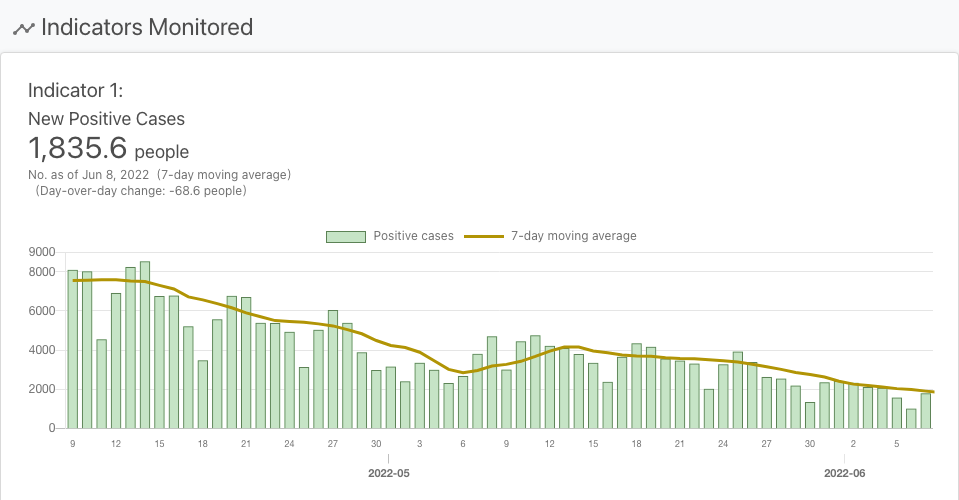 Indicators Monitored
Indicator 1:
New Positive Cases
1,835.6 people
No. as of Jun 8, 2022 (7-day moving average)
(Day-over-day change: -68.6 people)
Positive cases 7-day moving average
9000
8000
6000
4000
2000
0
9 12 15 18 21 24 27 30 3 6 9 12 15 18 21 24 27 30 2 5
2022-05 2022-06